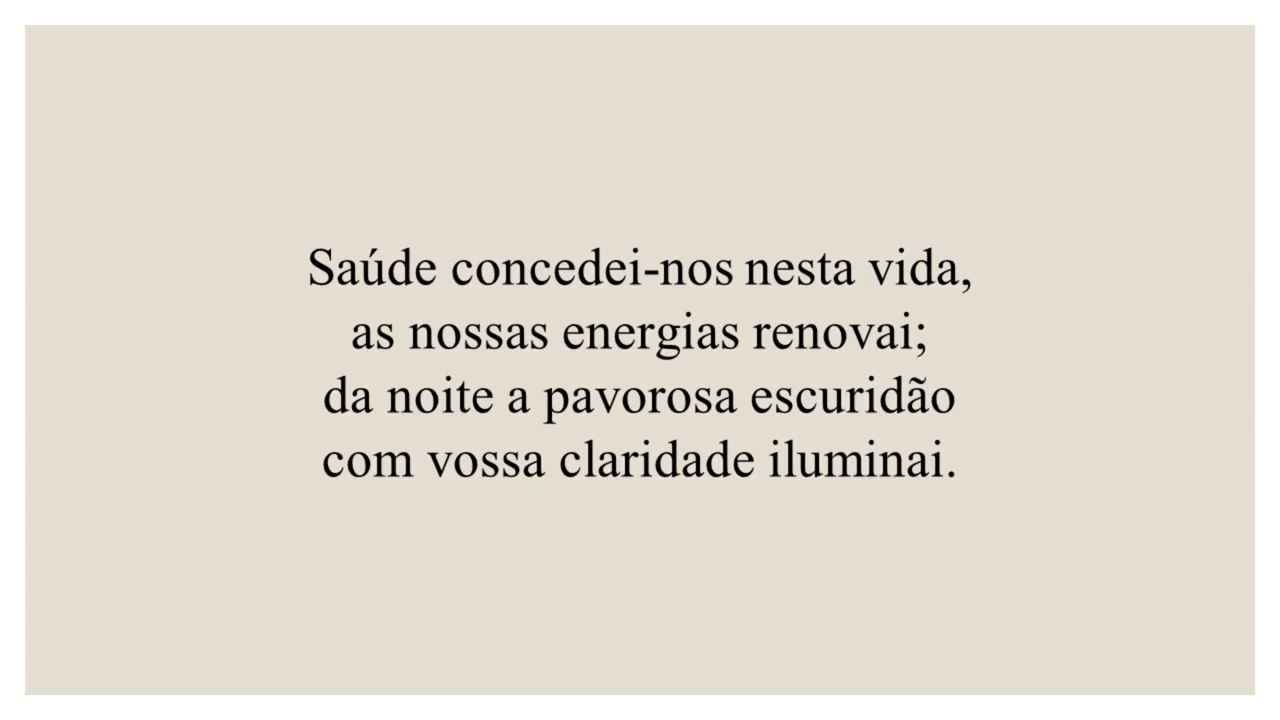 Saúde concedei-nos nesta vida,
as nossas energias renovai;
da noite a pavorosa escuridão
com vossa claridade iluminai.